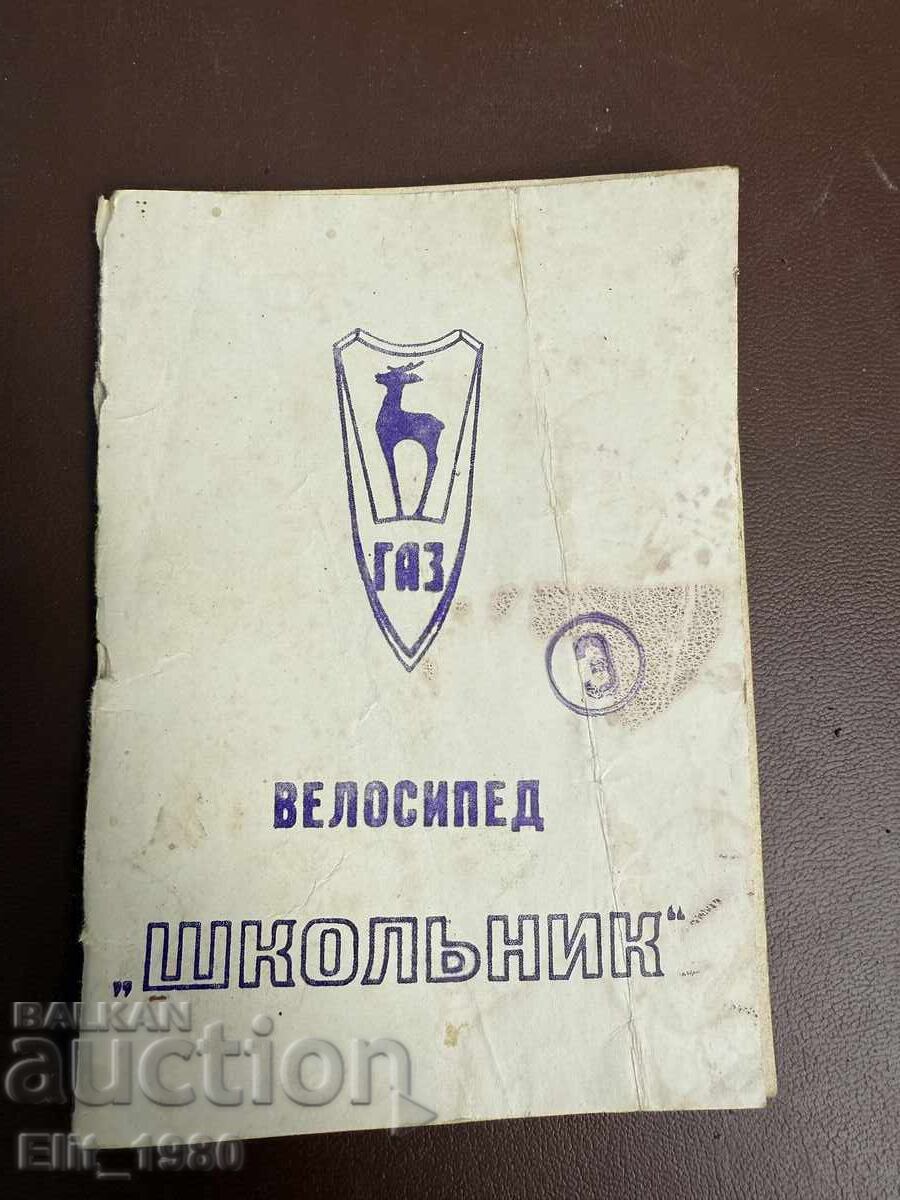 ГАЗ
Э
ВЕЛОСИПЕД
„ШКОЛЬНИК“
BALKAN
auction
Elit_1980